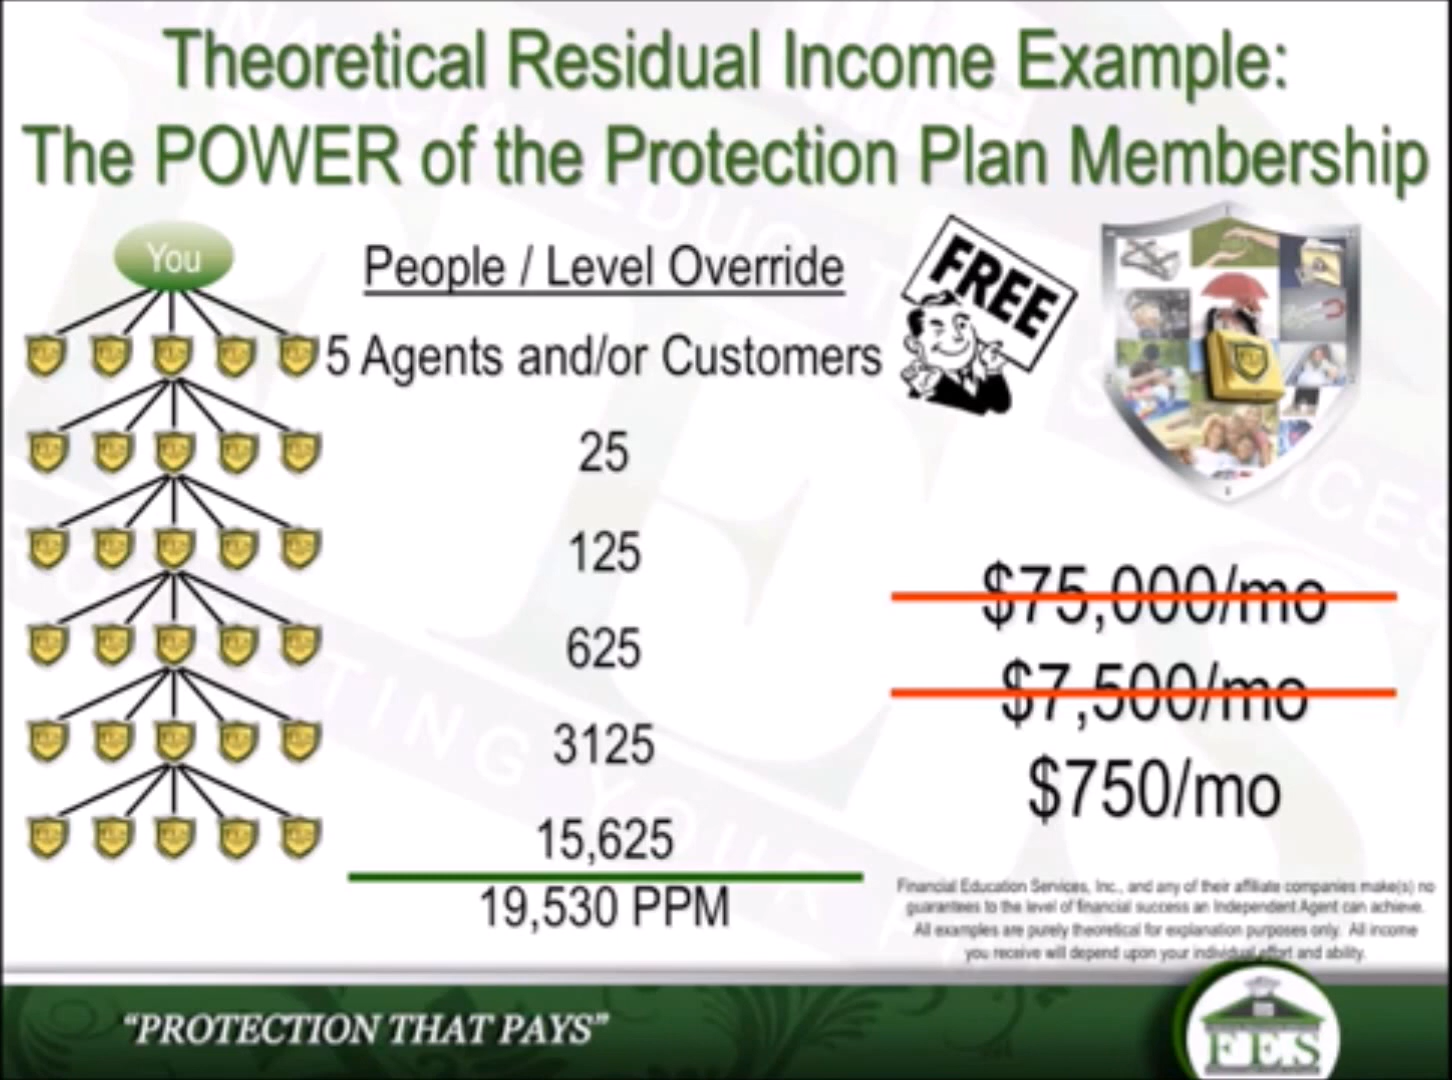 Theoretical Residual Income Example:
The POWER of the Protection Plan Membership
You
People / Level Override
FREE
5 Agents and/or Customers
25
125
625
3125
15,625
19,530 PPM
$75,000/mo
$7,500/mo
$750/mo
Financial Education Services, Inc., and any of their affiliate companies make(s) no
guarantees to the level of financial success an Independent Agent can achieve.
All examples are purely theoretical for explanation purposes only. All income
you receive will depend upon your individual effort and ability.
“PROTECTION THAT PAYS”
FES